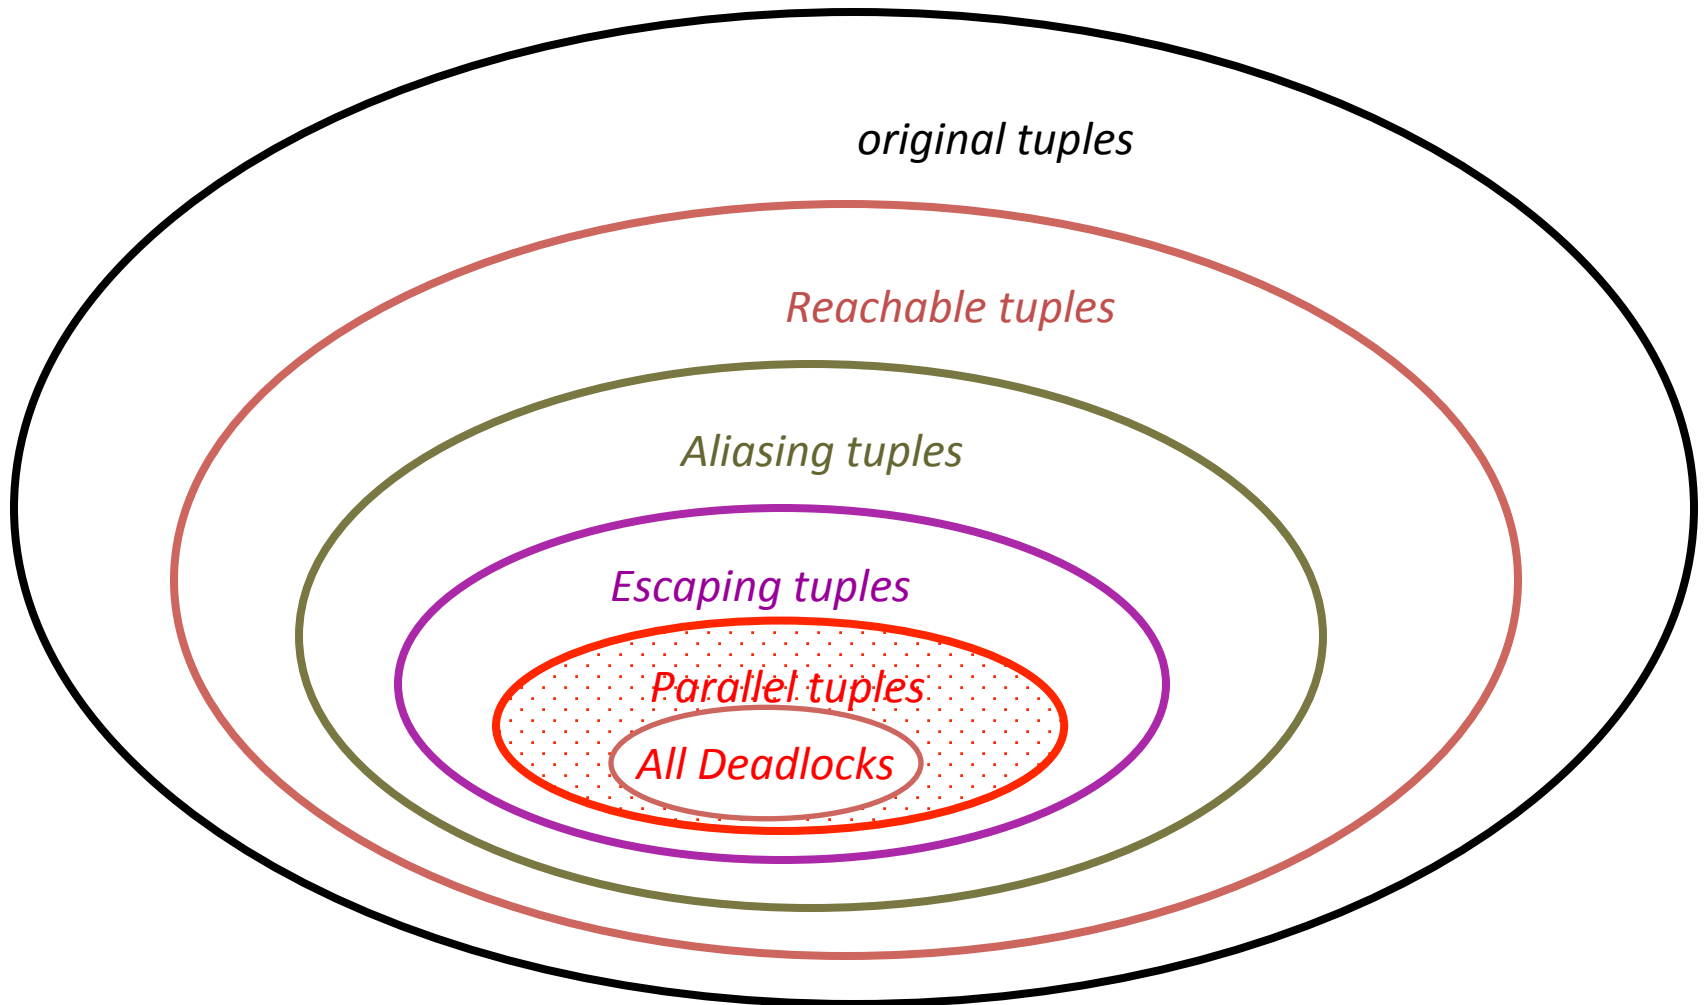 original tuples
Reachable tuples
Aliasing tuples
Escaping tuples
Parallel tuples
All Deadlocks